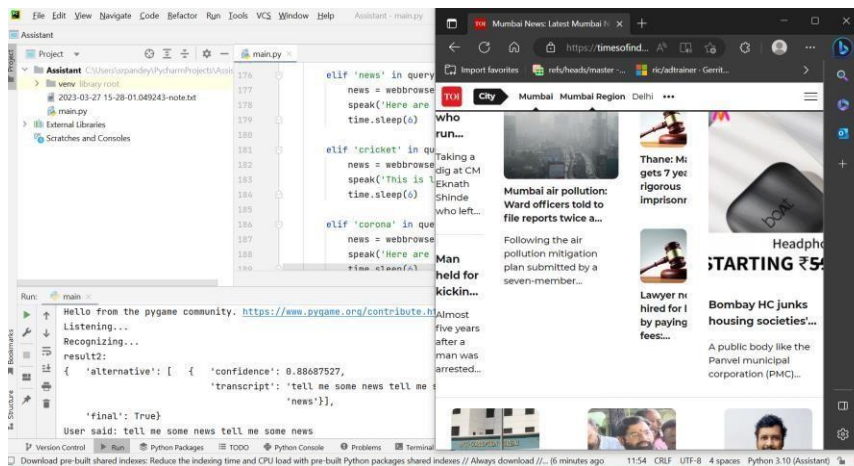 File Edit View Navigate Code Refactor Run Tools VCS Window Help Assistant - main.py
Assistant
Project
main.py
Assistant
venv library root
2023-03-27 15-28-01.049243-note.txt
main.py
External Libraries
Scratches and Consoles
176 elif 'news' in query
177 news = webbrowse
178 speak('Here are
179 time.sleep(6)
180
181 elif 'cricket' in qu
182 news = webbrowse
183 speak('This is l
184 time.sleep(6)
185
186 elif 'corona' in que
187 news = webbrowse
188 speak('Here are
189 time.sleep(6)
Run: main
Hello from the pygame community. https://www.pygame.org/contribute.ht
Listening...
Recognizing...
result2:
{ 'alternative': [ { 'confidence': 0.88687527,
'transcript': 'tell me some news tell me s
'news'}],
'final': True}
User said: tell me some news tell me some news
Bookmarks
Structure
Version Control Run Python Packages TODO Python Console Problems Terminal
Download pre-built shared indexes: Reduce the indexing time and CPU load with pre-built Python packages shared indexes // Always download //... (6 minutes ago 11:54 CRLF UTF-8 4 spaces Python 3.10 (Assistant)
TOI Mumbai News: Latest Mumbai N
https://timesofind...
Import favorites refs/heads/master -... ric/adtrainer - Gerrit...
TOI City Mumbai Mumbai Region Delhi
who
run...
Taking a
dig at CM
Eknath
Shinde
who left...
Man
held for
kickin...
Almost
five years
after a
man was
arrested...
Mumbai air pollution:
Ward officers told to
file reports twice a...
Following the air
pollution mitigation
plan submitted by a
seven-member...
Thane: Ma
gets 7 yea
rigorous
imprisonn
Lawyer no
hired for l
by paying
fees:...
boAt
Headpho
STARTING ₹59
Bombay HC junks
housing societies'...
A public body like the
Panvel municipal
corporation (PMC)...